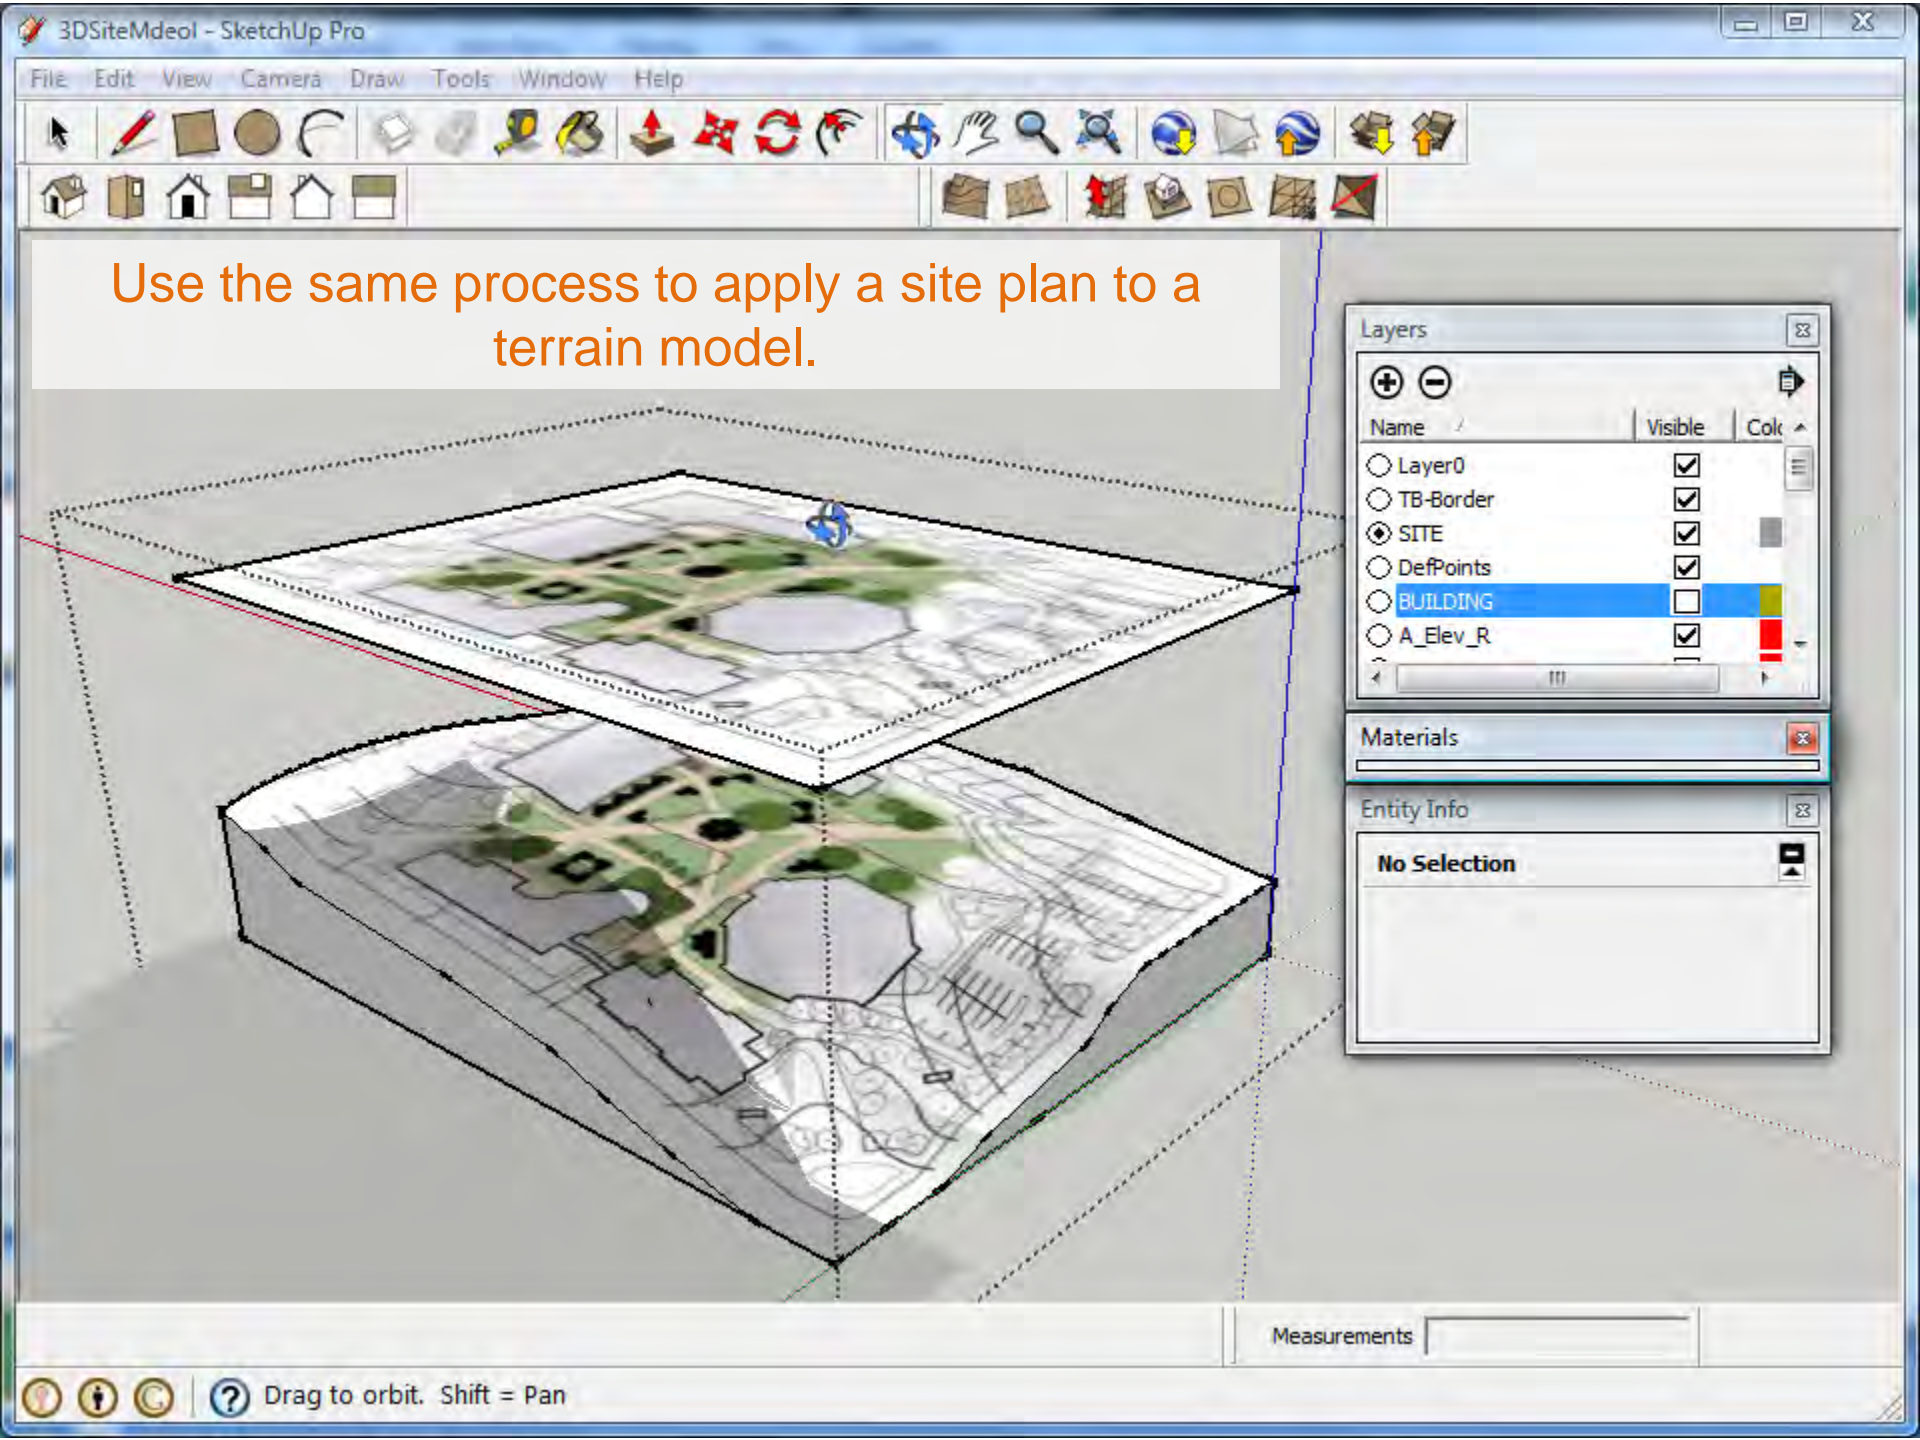 3DSiteMdeol - SketchUp Pro
File Edit View Camera Draw Tools Window Help
Use the same process to apply a site plan to a
terrain model.
Layers
Name Visible Colo
Layer0
TB-Border
SITE
DefPoints
BUILDING
A_Elev_R
Materials
Entity Info
No Selection
Measurements
Drag to orbit. Shift = Pan